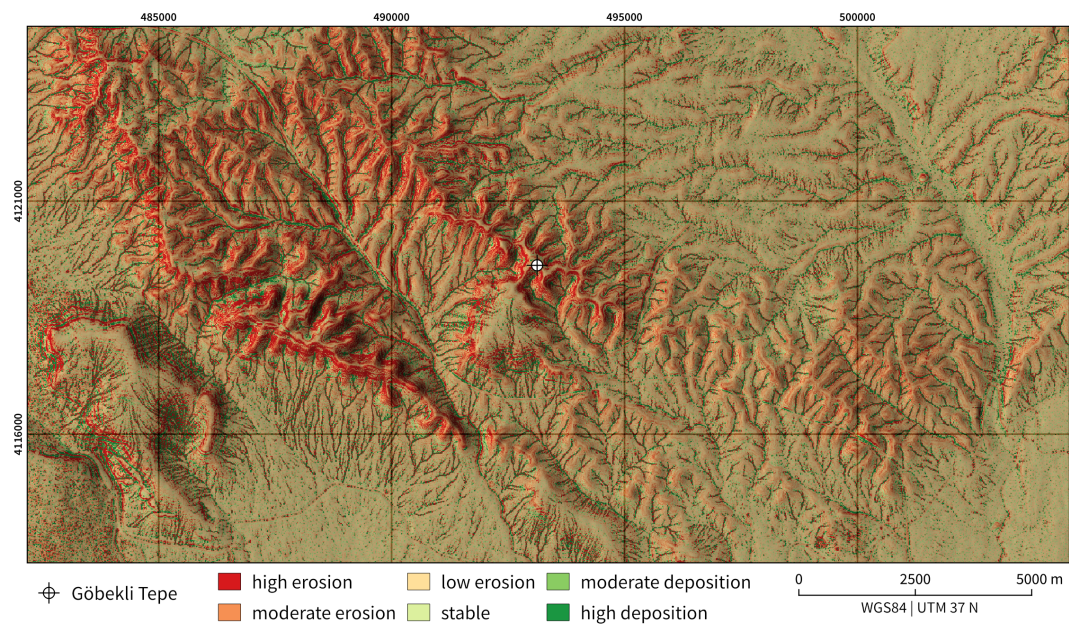 485000 490000 495000 500000
4121000
4116000
Göbekli Tepe
high erosion low erosion moderate deposition
moderate erosion stable high deposition
0 2500 5000 m
WGS84 | UTM 37 N